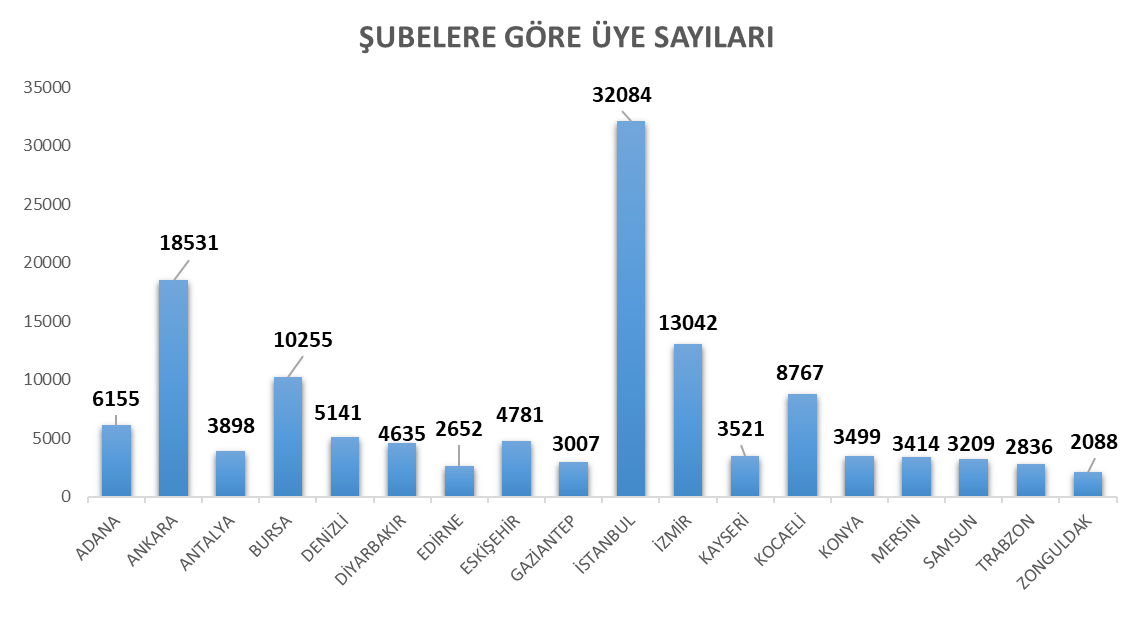 ŞUBELERE GÖRE ÜYE SAYILARI
35000
30000
25000
20000
15000
10000
5000
0
6155
18531
3898
10255
5141
4635
2652
4781
3007
32084
13042
3521
8767
3499
3414
3209
2836
2088
ADANA
ANKARA
ANTALYA
BURSA
DENİZLİ
DİYARBAKIR
EDİRNE
ESKİŞEHİR
GAZİANTEP
İSTANBUL
İZMİR
KAYSERİ
KOCAELİ
KONYA
MERSİN
SAMSUN
TRABZON
ZONGULDAK